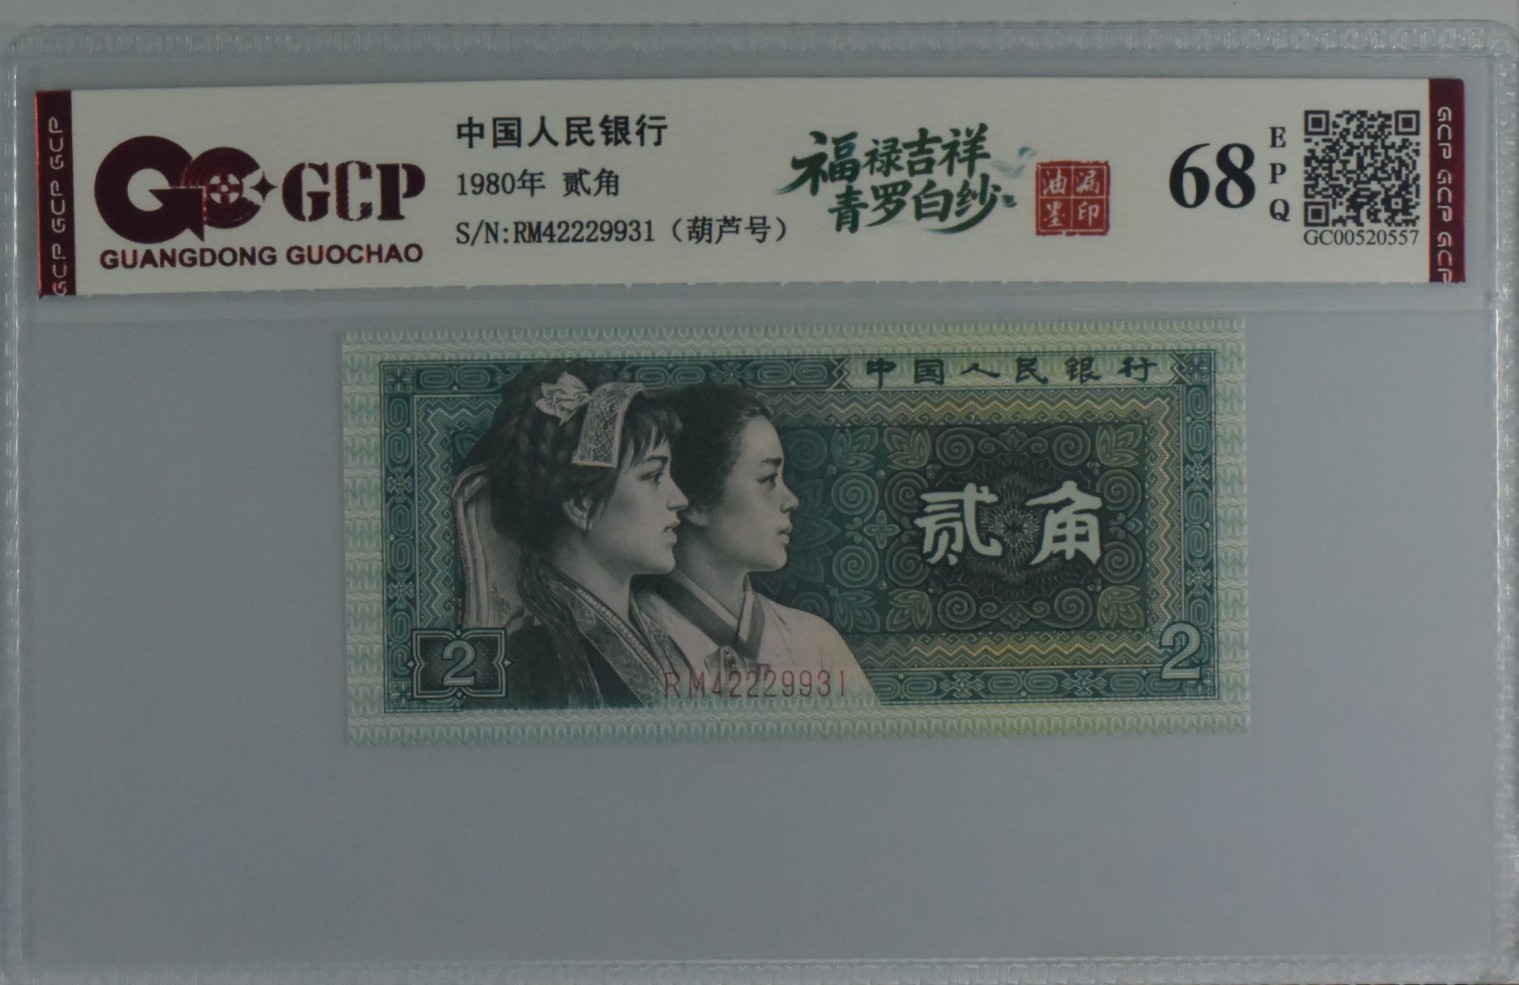 GCP GCP GCP
GCP
GUANGDONG GUOCHAO
中国人民银行
1980年 贰角
S/N:RM42229931（葫芦号）
福禄吉祥
青罗白纱
油漏
墨印
68
EPQ
GC00520557
GCP GCP GCP
中国人民银行
贰角
2
2
RM42229931